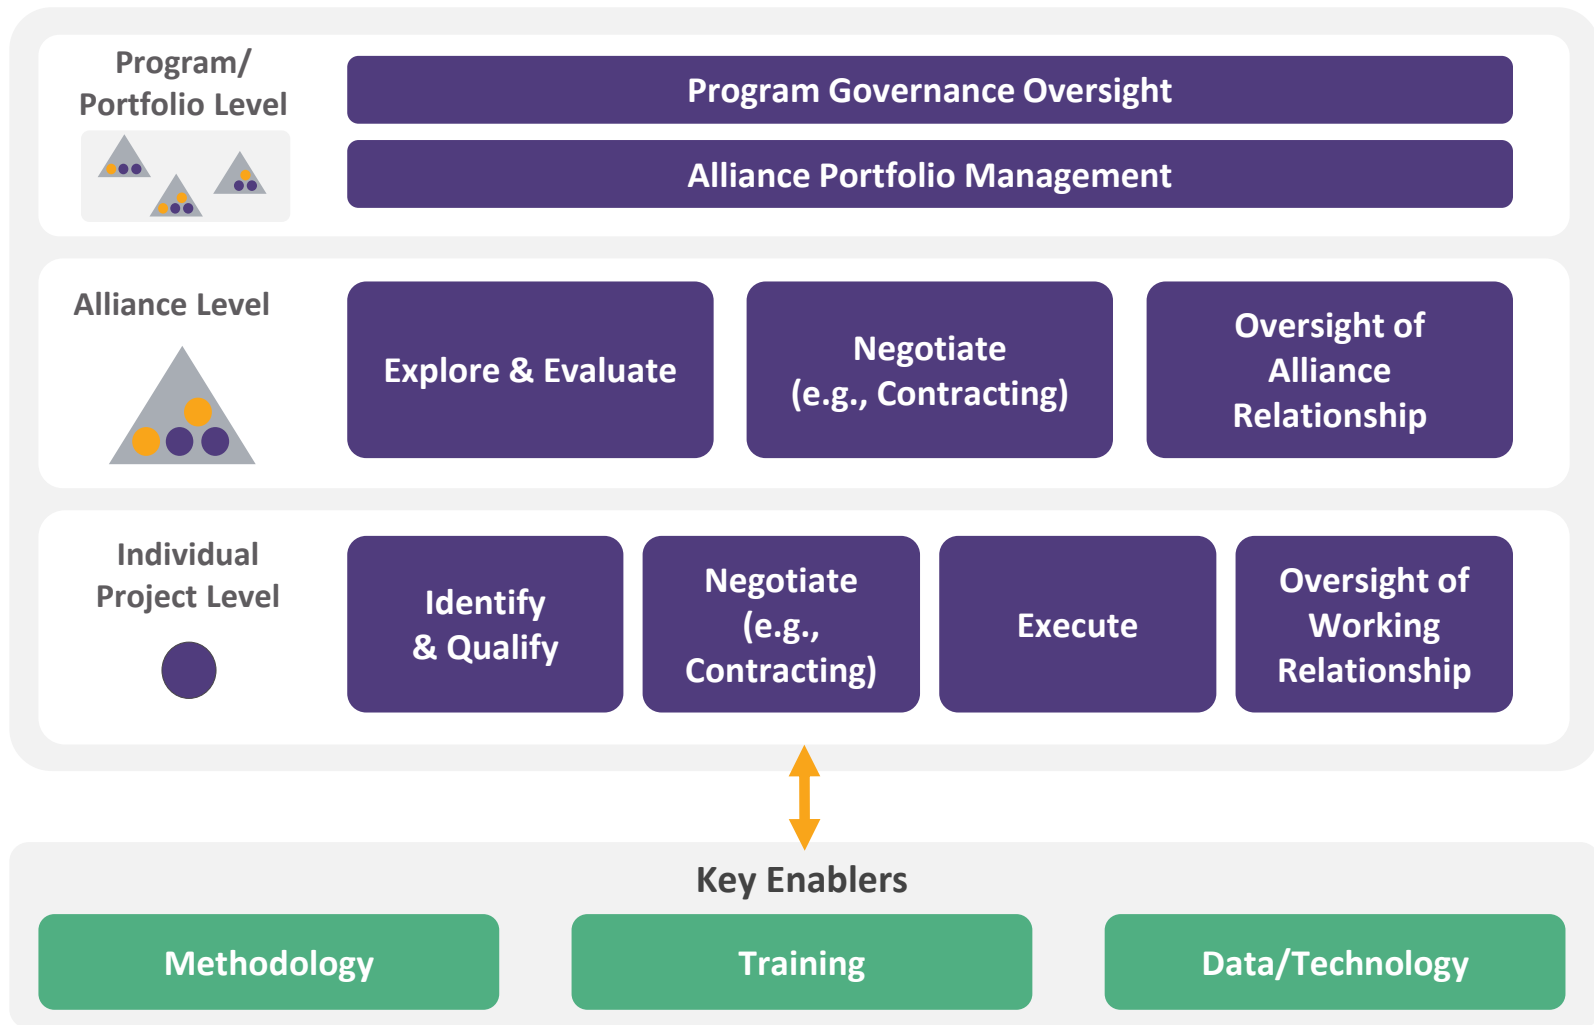 Program/
Portfolio Level
Program Governance Oversight
Alliance Portfolio Management
Alliance Level
Explore & Evaluate
Negotiate
(e.g., Contracting)
Oversight of
Alliance
Relationship
Individual
Project Level
Identify
& Qualify
Negotiate
(e.g.,
Contracting)
Execute
Oversight of
Working
Relationship
Key Enablers
Methodology
Training
Data/Technology